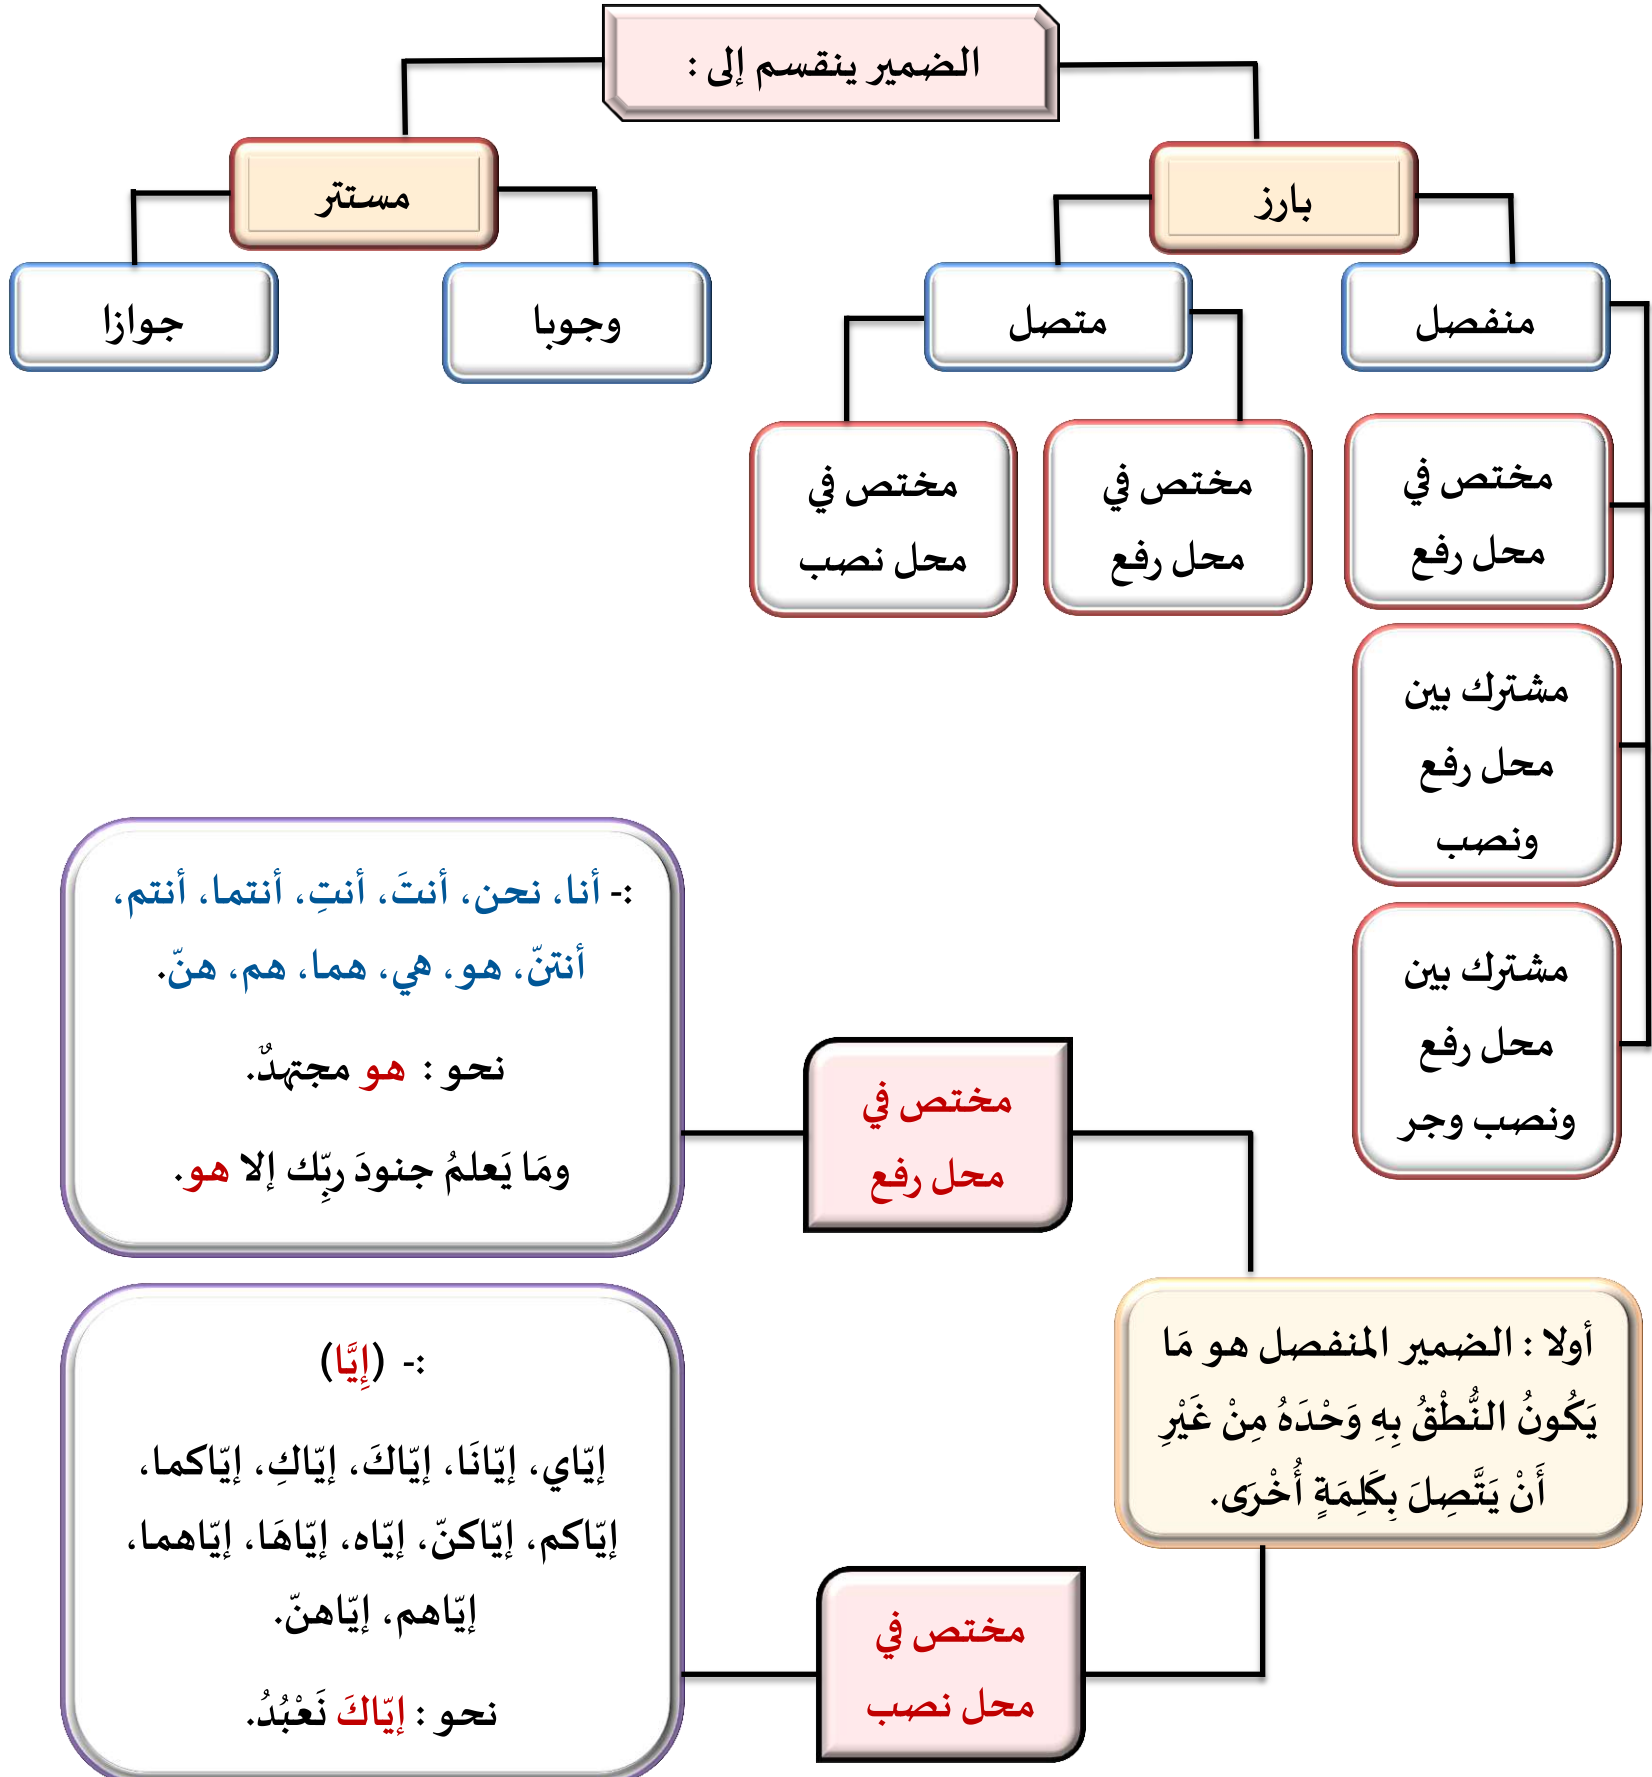 الضمير ينقسم إلى :
بارز
مستتر
منفصل
متصل
وجوبا
جوازا
مختص في
محل رفع
مختص في
محل رفع
مختص في
محل نصب
مشترك بين
محل رفع
ونصب
مشترك بين
محل رفع
ونصب وجر
أولا : الضمير المنفصل هو مَا
يَكُونُ النُّطْقُ بِهِ وَحْدَهُ مِنْ غَيْرِ
أَنْ يَتَّصِلَ بِكَلِمَةٍ أُخْرَى.
مختص في
محل رفع
:- أنا، نحن، أنتَ، أنتِ، أنتما، أنتم،
أنتنّ، هو، هي، هما، هم، هنّ.
نحو : هو مجتهدٌ.
ومَا يَعلمُ جنودَ ربِّك إلا هو.
مختص في
محل نصب
:- (إِيَّا)
إيّاي، إيّانَا، إيّاكَ، إيّاكِ، إيّاكما،
إيّاكم، إيّاكنّ، إيّاه، إيّاهَا، إيّاهما،
إيّاهم، إيّاهنّ.
نحو : إيّاكَ نَعْبُدُ.